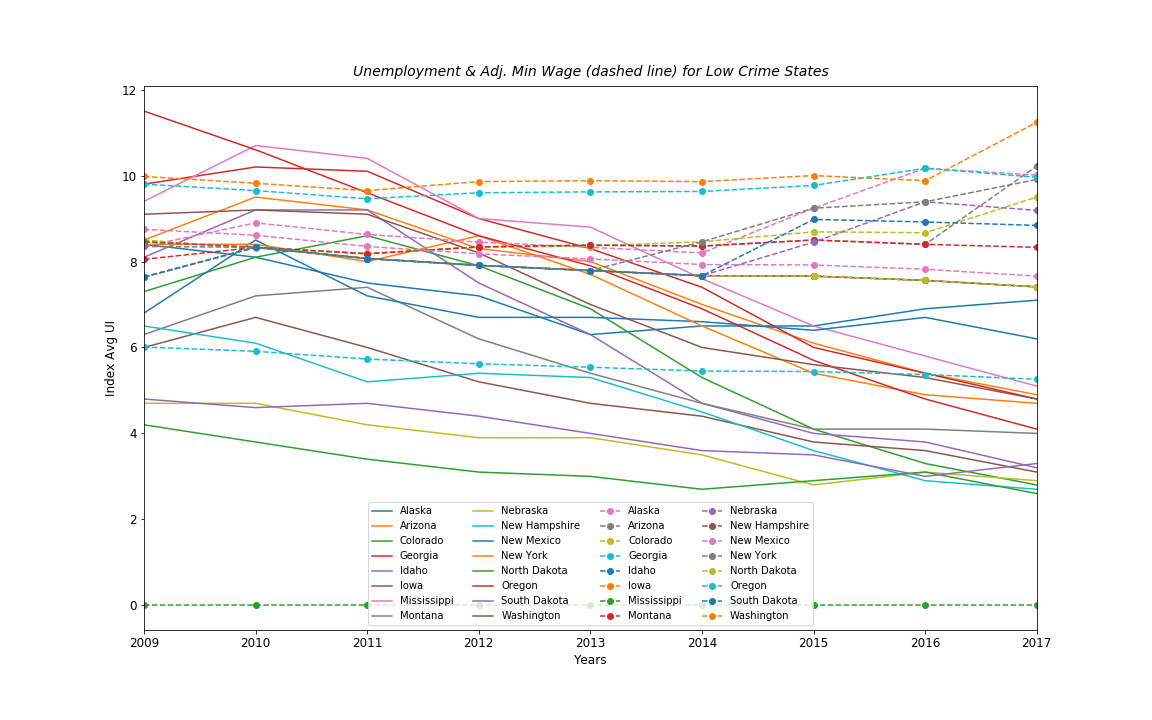 Unemployment & Adj. Min Wage (dashed line) for Low Crime States
12
10
8
6
4
2
0
Index Avg UI
2009 2010 2011 2012 2013 2014 2015 2016 2017
Years
Alaska Nebraska Alaska Nebraska
Arizona New Hampshire Arizona New Hampshire
Colorado New Mexico Colorado New Mexico
Georgia New York Georgia New York
Idaho North Dakota Idaho North Dakota
Iowa Oregon Iowa Oregon
Mississippi South Dakota Mississippi South Dakota
Montana Washington Montana Washington